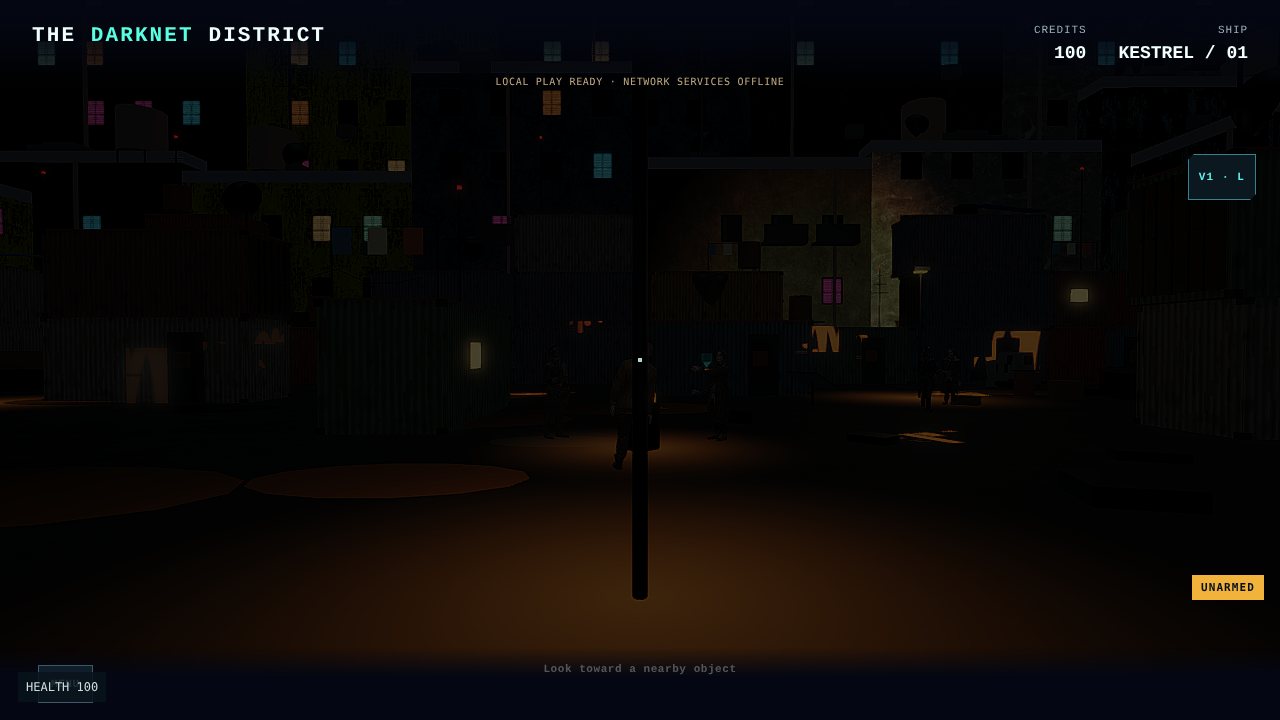 THE DARKNET DISTRICT
CREDITS
100
SHIP
KESTREL / 01
LOCAL PLAY READY · NETWORK SERVICES OFFLINE
V1 · L
UNARMED
Look toward a nearby object
HEALTH 100